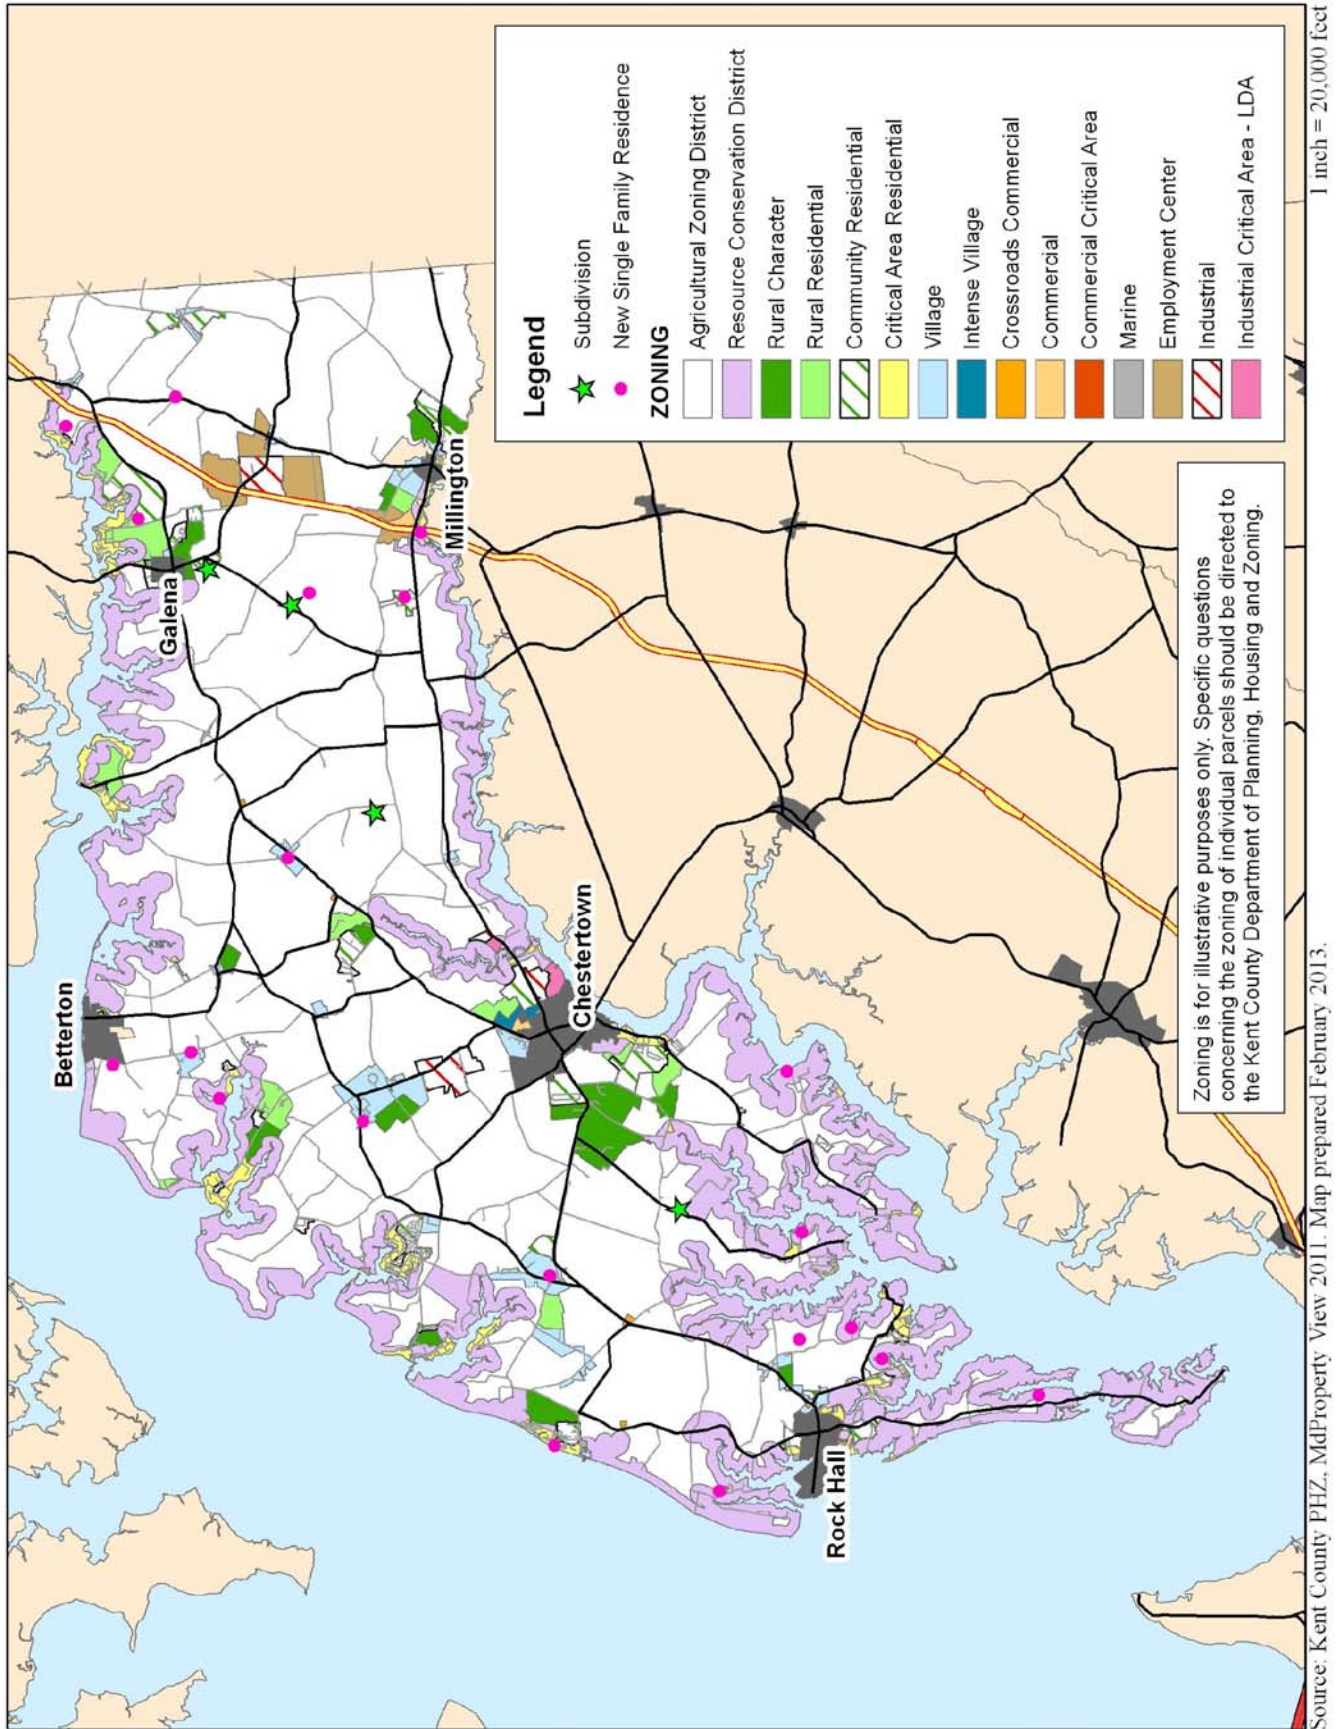 Betterton
Galena
Millington
Chestertown
Rock Hall
Legend
Subdivision
New Single Family Residence
ZONING
Agricultural Zoning District
Resource Conservation District
Rural Character
Rural Residential
Community Residential
Critical Area Residential
Village
Intense Village
Crossroads Commercial
Commercial
Commercial Critical Area
Marine
Employment Center
Industrial
Industrial Critical Area - LDA
Zoning is for illustrative purposes only. Specific questions
concerning the zoning of individual parcels should be directed to
the Kent County Department of Planning, Housing and Zoning.
Source: Kent County PHZ, MdProperty View 2011. Map prepared February 2013.
1 inch = 20,000 feet